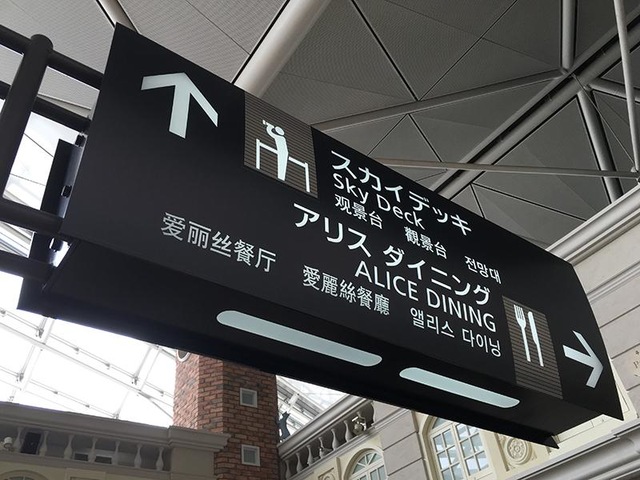 スカイデッキ
Sky Deck
观景台 觀景台 전망대
アリス ダイニング
ALICE DINING
爱丽丝餐厅 愛麗絲餐廳 앨리스 다이닝